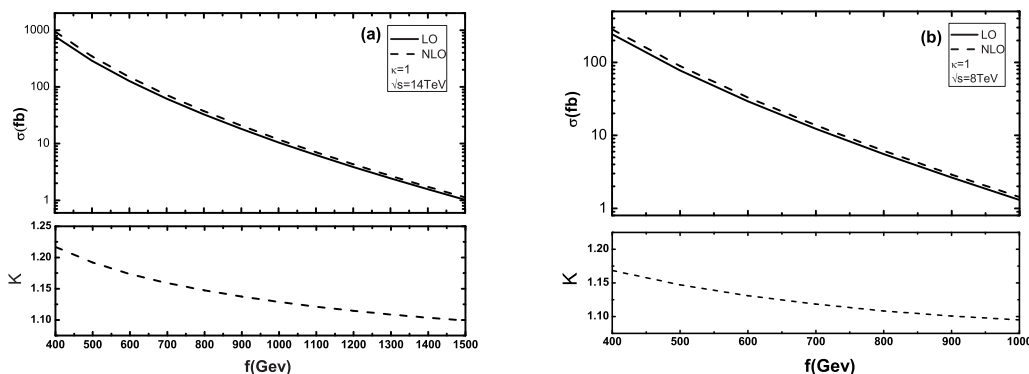 (a)
LO
NLO
κ=1
√s=14TeV
σ(fb)
1000
100
10
1
K
1.25
1.20
1.15
1.10
400 500 600 700 800 900 1000 1100 1200 1300 1400 1500
f(Gev)
(b)
LO
NLO
κ=1
√s=8TeV
σ(fb)
100
10
1
K
1.20
1.15
1.10
400 500 600 700 800 900 1000
f(Gev)